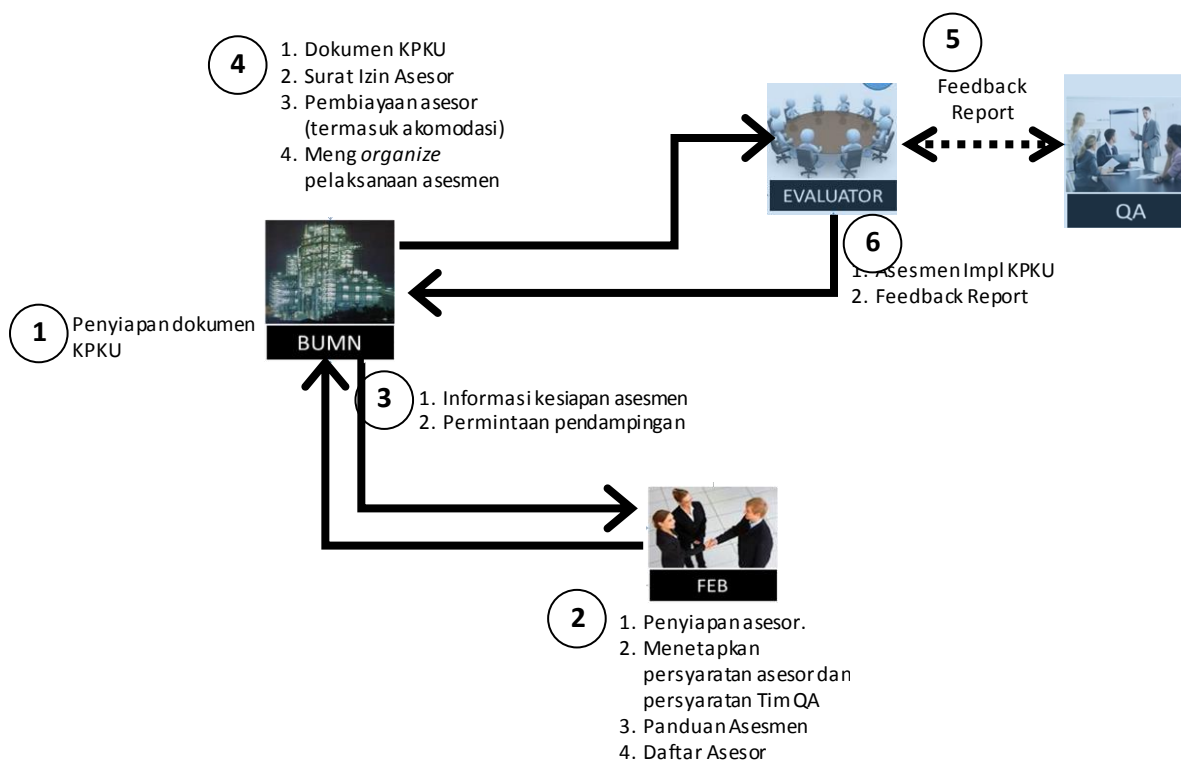 4
1. Dokumen KPKU
2. Surat Izin Asesor
3. Pembiayaan asesor
(termasuk akomodasi)
4. Meng organize
pelaksanaan asesmen
5
Feedback
Report
EVALUATOR
QA
6
1. Asesmen Impl KPKU
2. Feedback Report
1
Penyiapan dokumen
KPKU
BUMN
3
1. Informasi kesiapan asesmen
2. Permintaan pendampingan
FEB
2
1. Penyiapan asesor.
2. Menetapkan
persyaratan asesor dan
persyaratan Tim QA
3. Panduan Asesmen
4. Daftar Asesor